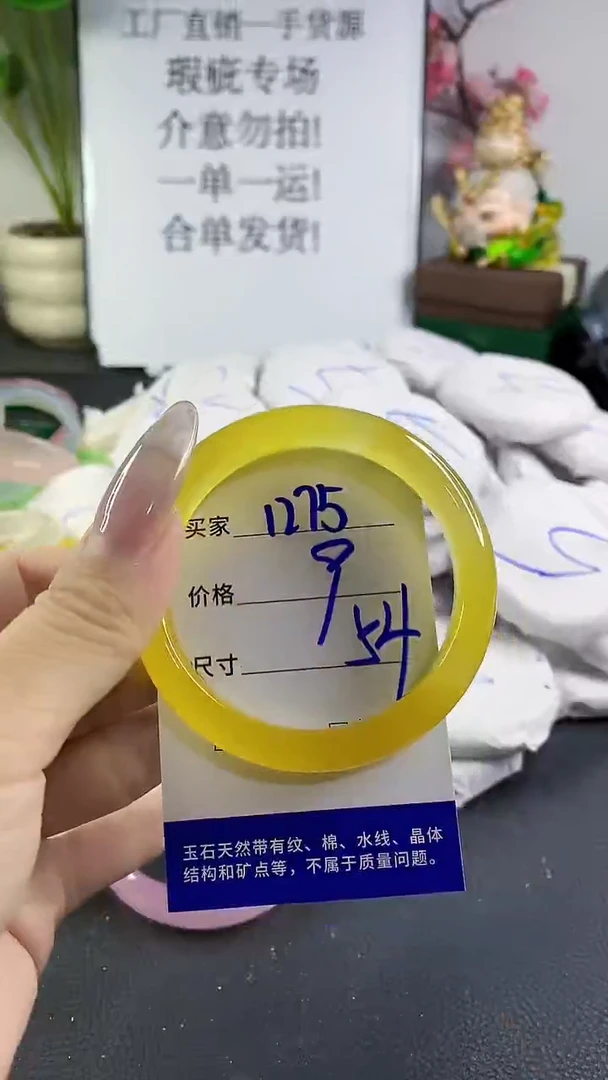 工厂直销一手货源
瑕疵专场
介意勿拍!
一单一运!
合单发货!
买家 1275
价格 9
尺寸 54
玉石天然带有纹、棉、水线、晶体
结构和矿点等，不属于质量问题。